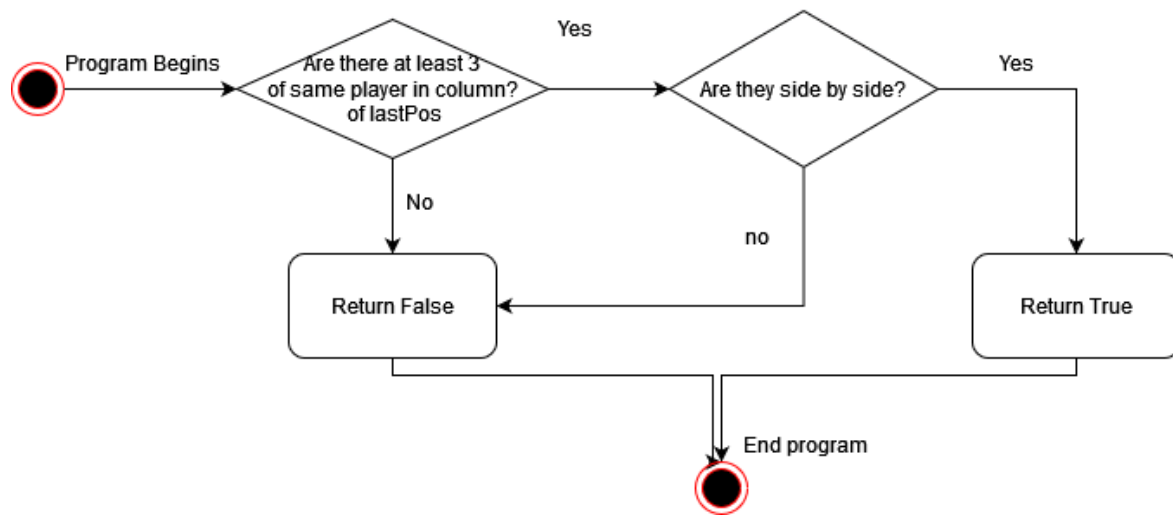 Program Begins
Are there at least 3
of same player in column?
of lastPos
Yes
Are they side by side?
Yes
No
no
Return False
Return True
End program